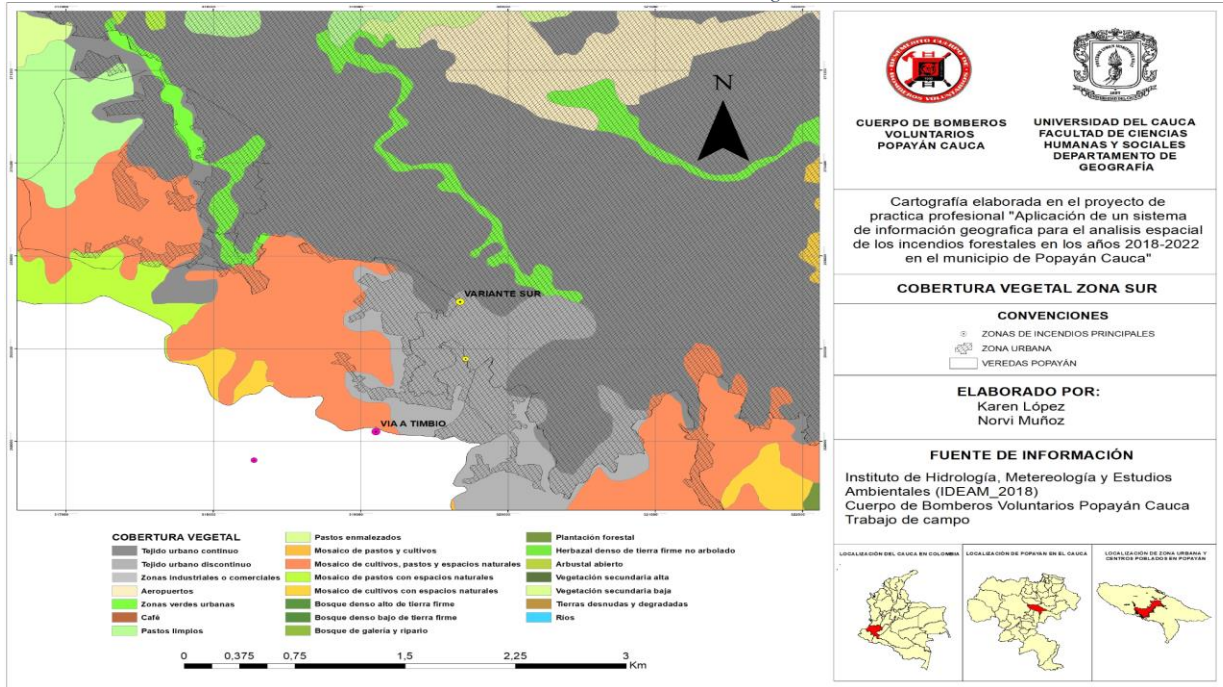 N
VARIANTE SUR
VIA A TIMBIO
CUERPO DE BOMBEROS
VOLUNTARIOS
POPAYÁN CAUCA
UNIVERSIDAD DEL CAUCA
FACULTAD DE CIENCIAS
HUMANAS Y SOCIALES
DEPARTAMENTO DE
GEOGRAFÍA
Cartografía elaborada en el proyecto de
practica profesional "Aplicación de un sistema
de información geografica para el analisis espacial
de los incendios forestales en los años 2018-2022
en el municipio de Popayán Cauca"
COBERTURA VEGETAL ZONA SUR
CONVENCIONES
ZONAS DE INCENDIOS PRINCIPALES
ZONA URBANA
VEREDAS POPAYÁN
ELABORADO POR:
Karen López
Norvi Muñoz
FUENTE DE INFORMACIÓN
Instituto de Hidrología, Metereología y Estudios
Ambientales (IDEAM_2018)
Cuerpo de Bomberos Voluntarios Popayán Cauca
Trabajo de campo
LOCALIZACIÓN DEL CAUCA EN COLOMBIA
LOCALIZACIÓN DE POPAYAN EN EL CAUCA
LOCALIZACIÓN DE ZONA URBANA Y
CENTROS POBLADOS EN POPAYÁN
COBERTURA VEGETAL
Tejido urbano continuo
Tejido urbano discontinuo
Zonas industriales o comerciales
Aeropuertos
Zonas verdes urbanas
Café
Pastos limpios
Pastos enmalezados
Mosaico de pastos y cultivos
Mosaico de cultivos, pastos y espacios naturales
Mosaico de pastos con espacios naturales
Mosaico de cultivos con espacios naturales
Bosque denso alto de tierra firme
Bosque denso bajo de tierra firme
Bosque de galería y ripario
Plantación forestal
Herbazal denso de tierra firme no arbolado
Arbustal abierto
Vegetación secundaria alta
Vegetación secundaria baja
Tierras desnudas y degradadas
Ríos
0 0,375 0,75 1,5 2,25 3
Km